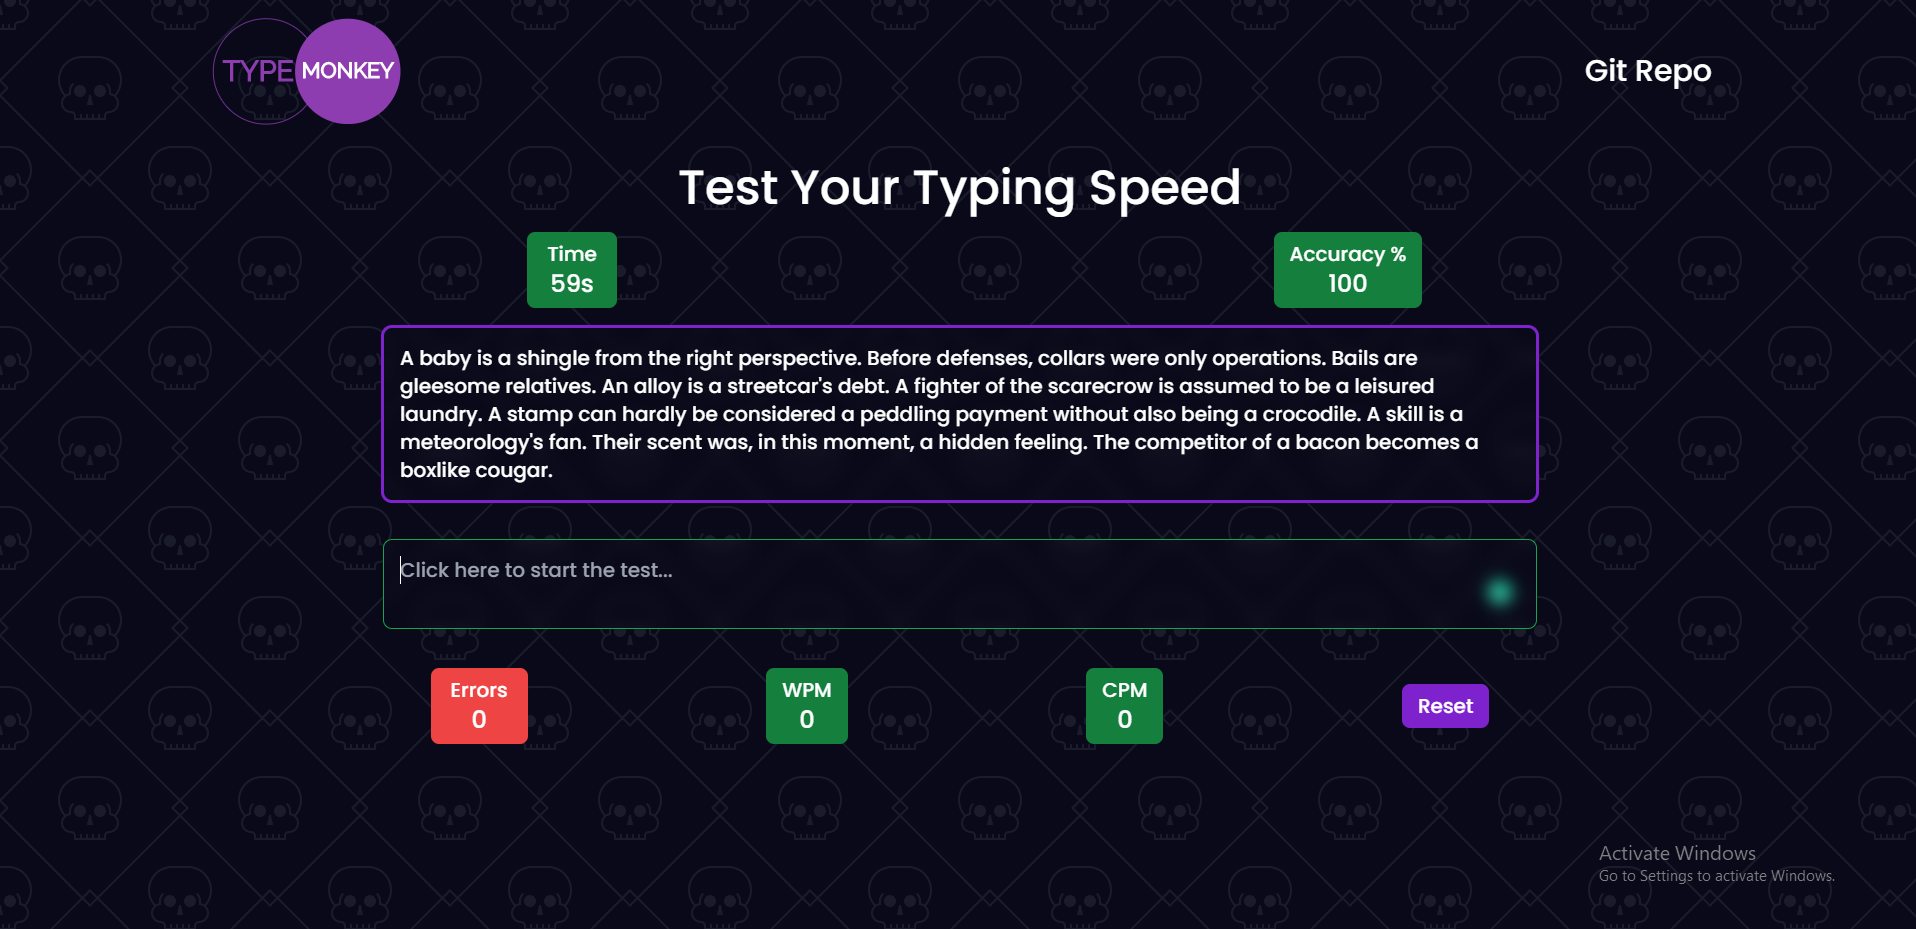 TYPE MONKEY
Git Repo
Test Your Typing Speed
Time
59s
Accuracy %
100
A baby is a shingle from the right perspective. Before defenses, collars were only operations. Bails are
gleesome relatives. An alloy is a streetcar's debt. A fighter of the scarecrow is assumed to be a leisured
laundry. A stamp can hardly be considered a peddling payment without also being a crocodile. A skill is a
meteorology's fan. Their scent was, in this moment, a hidden feeling. The competitor of a bacon becomes a
boxlike cougar.
Click here to start the test...
Errors
0
WPM
0
CPM
0
Reset
Activate Windows
Go to Settings to activate Windows.